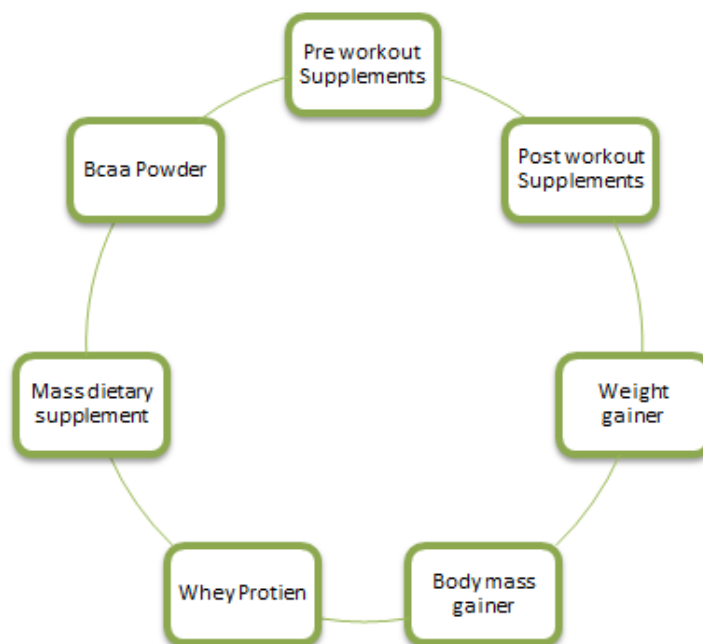 Pre workout
Supplements
Post workout
Supplements
Weight
gainer
Body mass
gainer
Whey Protien
Mass dietary
supplement
Bcaa Powder